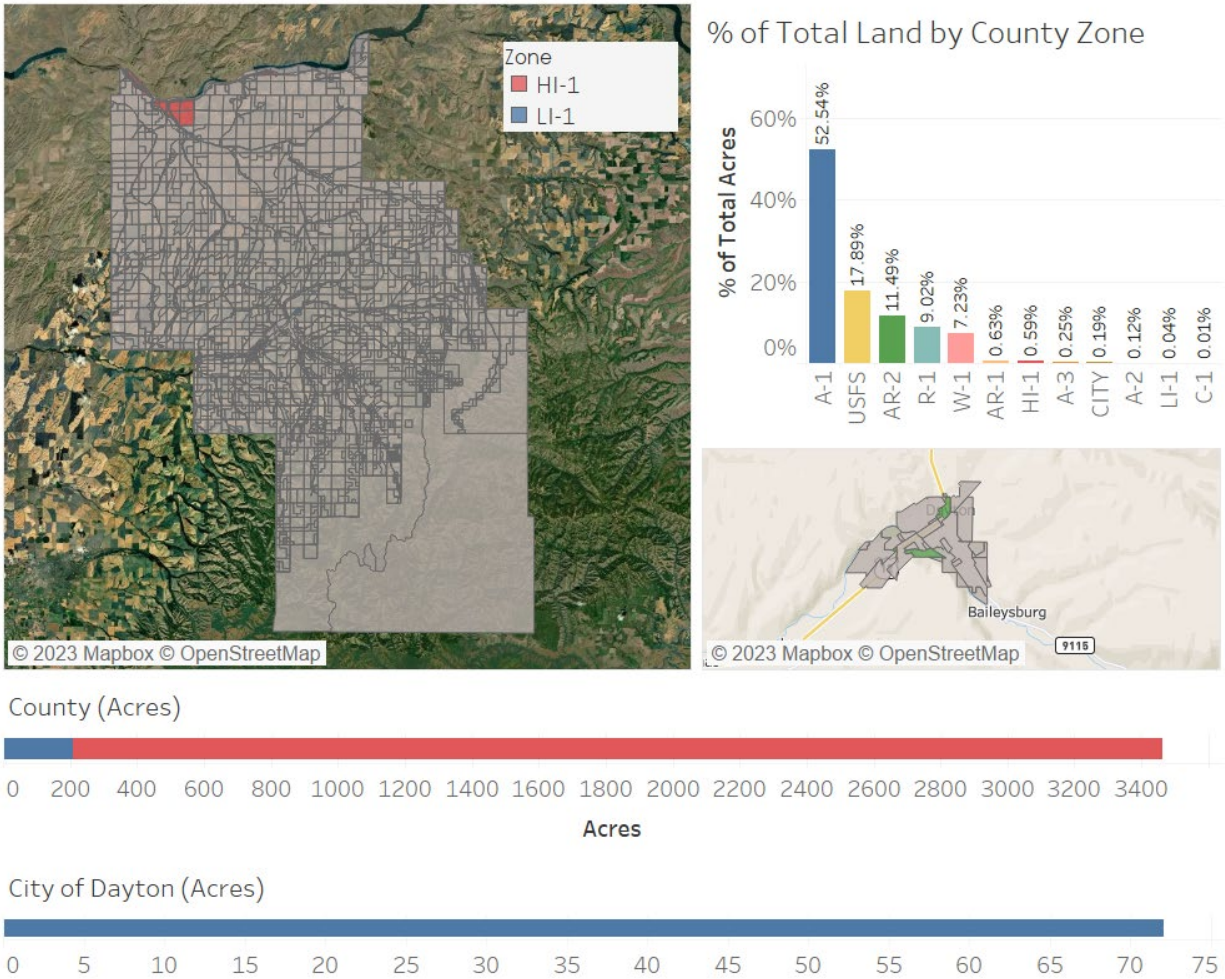 Zone
HI-1
LI-1
© 2023 Mapbox © OpenStreetMap
% of Total Land by County Zone
% of Total Acres
60%
40%
20%
0%
52.54%
17.89%
11.49%
9.02%
7.23%
0.63%
0.59%
0.25%
0.19%
0.12%
0.04%
0.01%
A-1
USFS
AR-2
R-1
W-1
AR-1
HI-1
A-3
CITY
A-2
LI-1
C-1
Baileysburg
9115
© 2023 Mapbox © OpenStreetMap
County (Acres)
0 200 400 600 800 1000 1200 1400 1600 1800 2000 2200 2400 2600 2800 3000 3200 3400
Acres
City of Dayton (Acres)
0 5 10 15 20 25 30 35 40 45 50 55 60 65 70 75